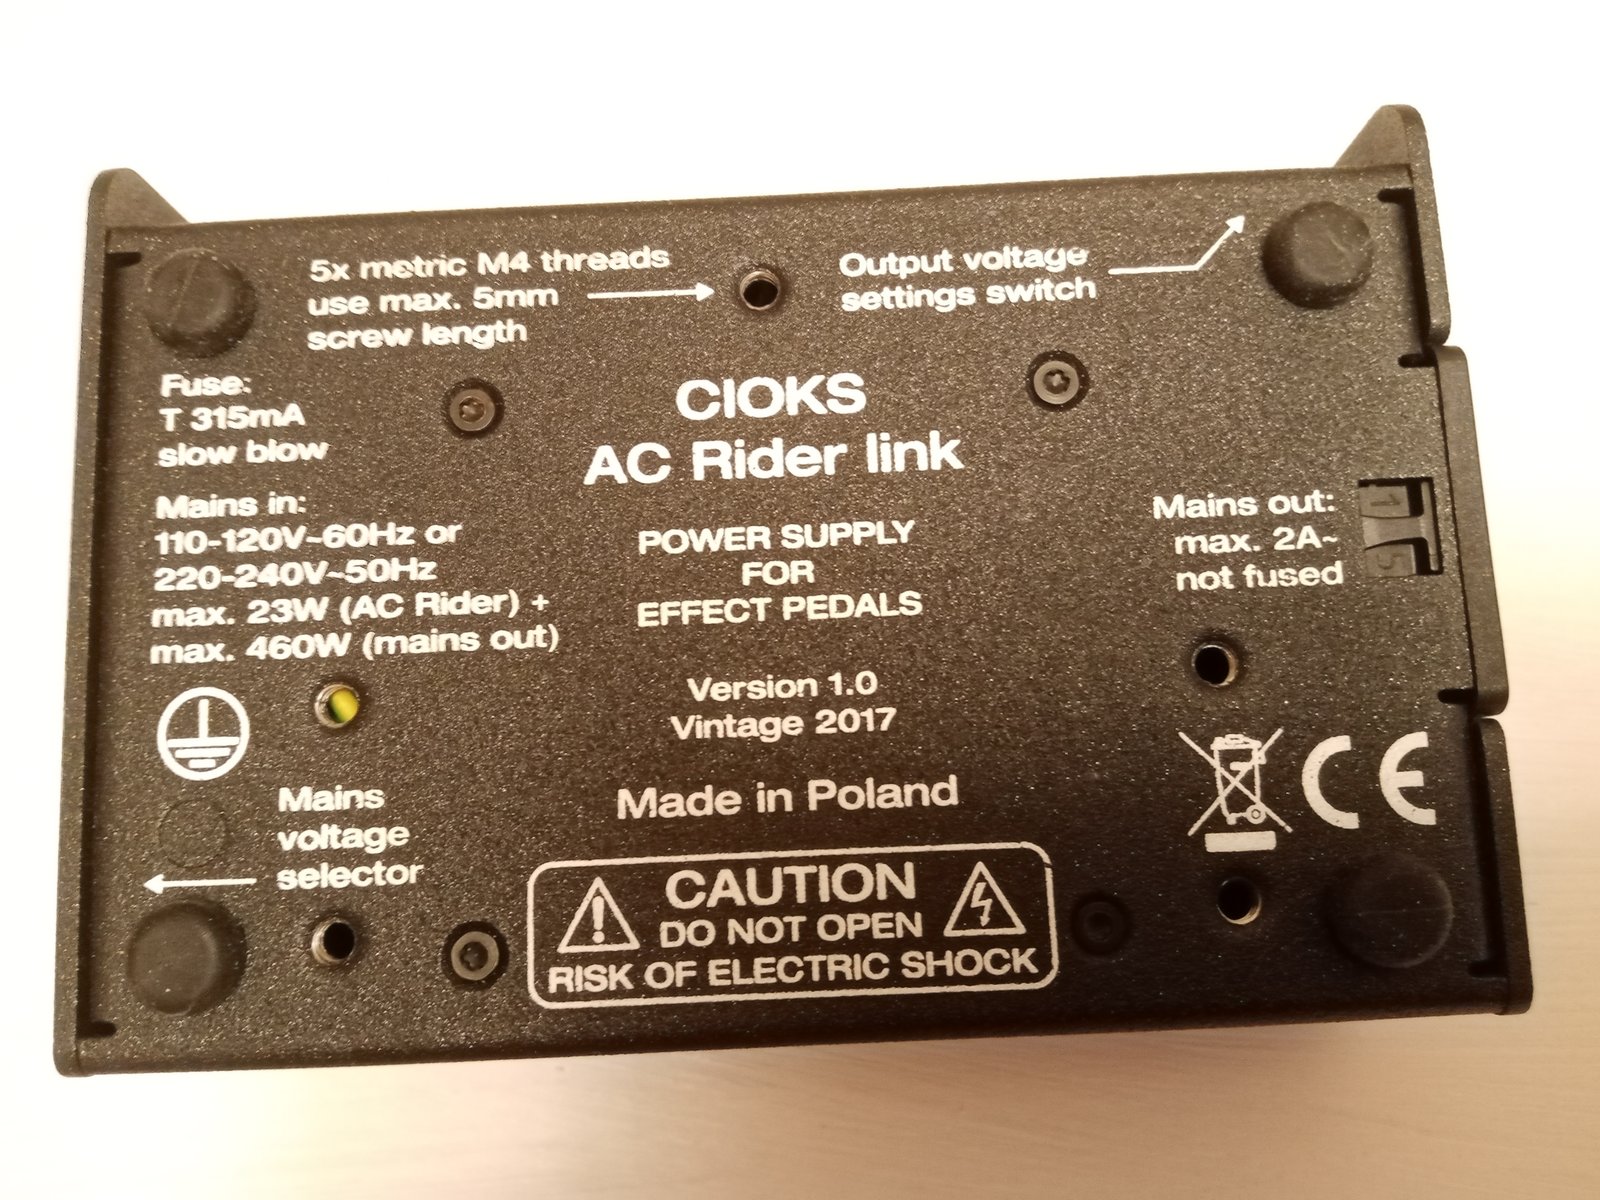 5x metric M4 threads
use max. 5mm
screw length
Output voltage
settings switch
Fuse:
T 315mA
slow blow
CIOKS
AC Rider link
Mains in:
110-120V~60Hz or
220-240V~50Hz
max. 23W (AC Rider) +
max. 460W (mains out)
POWER SUPPLY
FOR
EFFECT PEDALS
Mains out:
max. 2A~
not fused
Version 1.0
Vintage 2017
Made in Poland
Mains
voltage
selector
CE
CAUTION
DO NOT OPEN
RISK OF ELECTRIC SHOCK